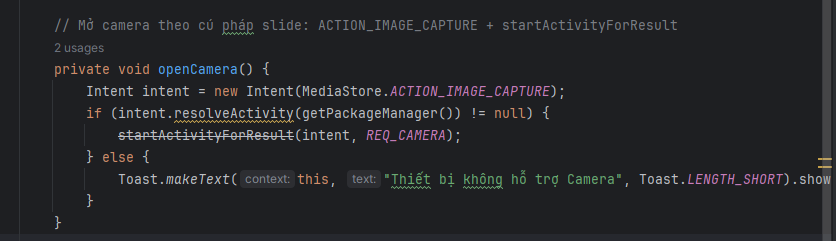 // Mở camera theo cú pháp slide: ACTION_IMAGE_CAPTURE + startActivityForResult
2 usages
private void openCamera() {
Intent intent = new Intent(MediaStore.ACTION_IMAGE_CAPTURE);
if (intent.resolveActivity(getPackageManager()) != null) {
startActivityForResult(intent, REQ_CAMERA);
} else {
Toast.makeText( context: this, text: "Thiết bị không hỗ trợ Camera", Toast.LENGTH_SHORT).show
}
}